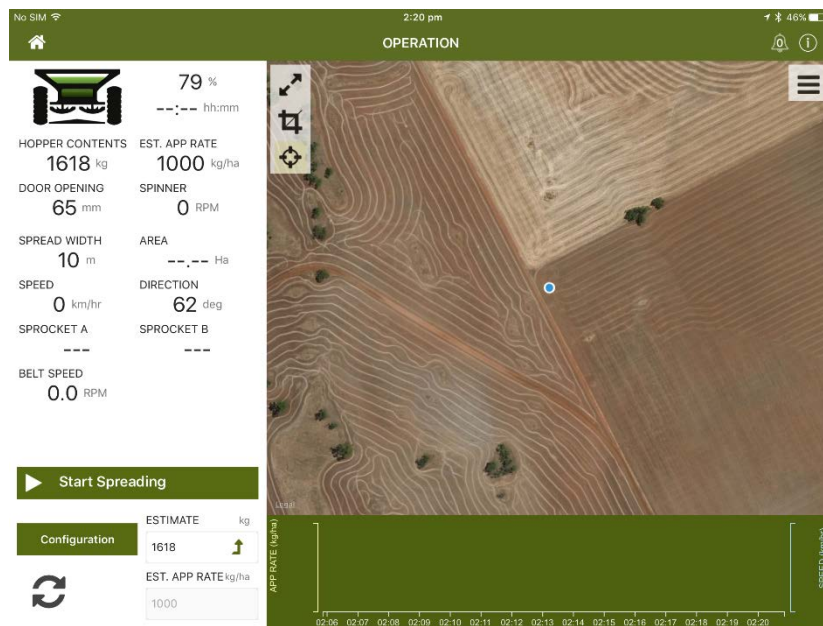 No SIM 2:20 pm 46%
OPERATION 0 i
79 %
--:-- hh:mm
HOPPER CONTENTS EST. APP RATE
1618 kg 1000 kg/ha
DOOR OPENING SPINNER
65 mm 0 RPM
SPREAD WIDTH AREA
10 m --.-- Ha
SPEED DIRECTION
0 km/hr 62 deg
SPROCKET A SPROCKET B
--- ---
BELT SPEED
0.0 RPM
Start Spreading
Legal
Configuration
ESTIMATE kg
1618
EST. APP RATE kg/ha
1000
APP RATE (kg/ha)
SPEED (km/hr)
02:06 02:07 02:08 02:09 02:10 02:11 02:12 02:13 02:14 02:15 02:16 02:17 02:18 02:19 02:20